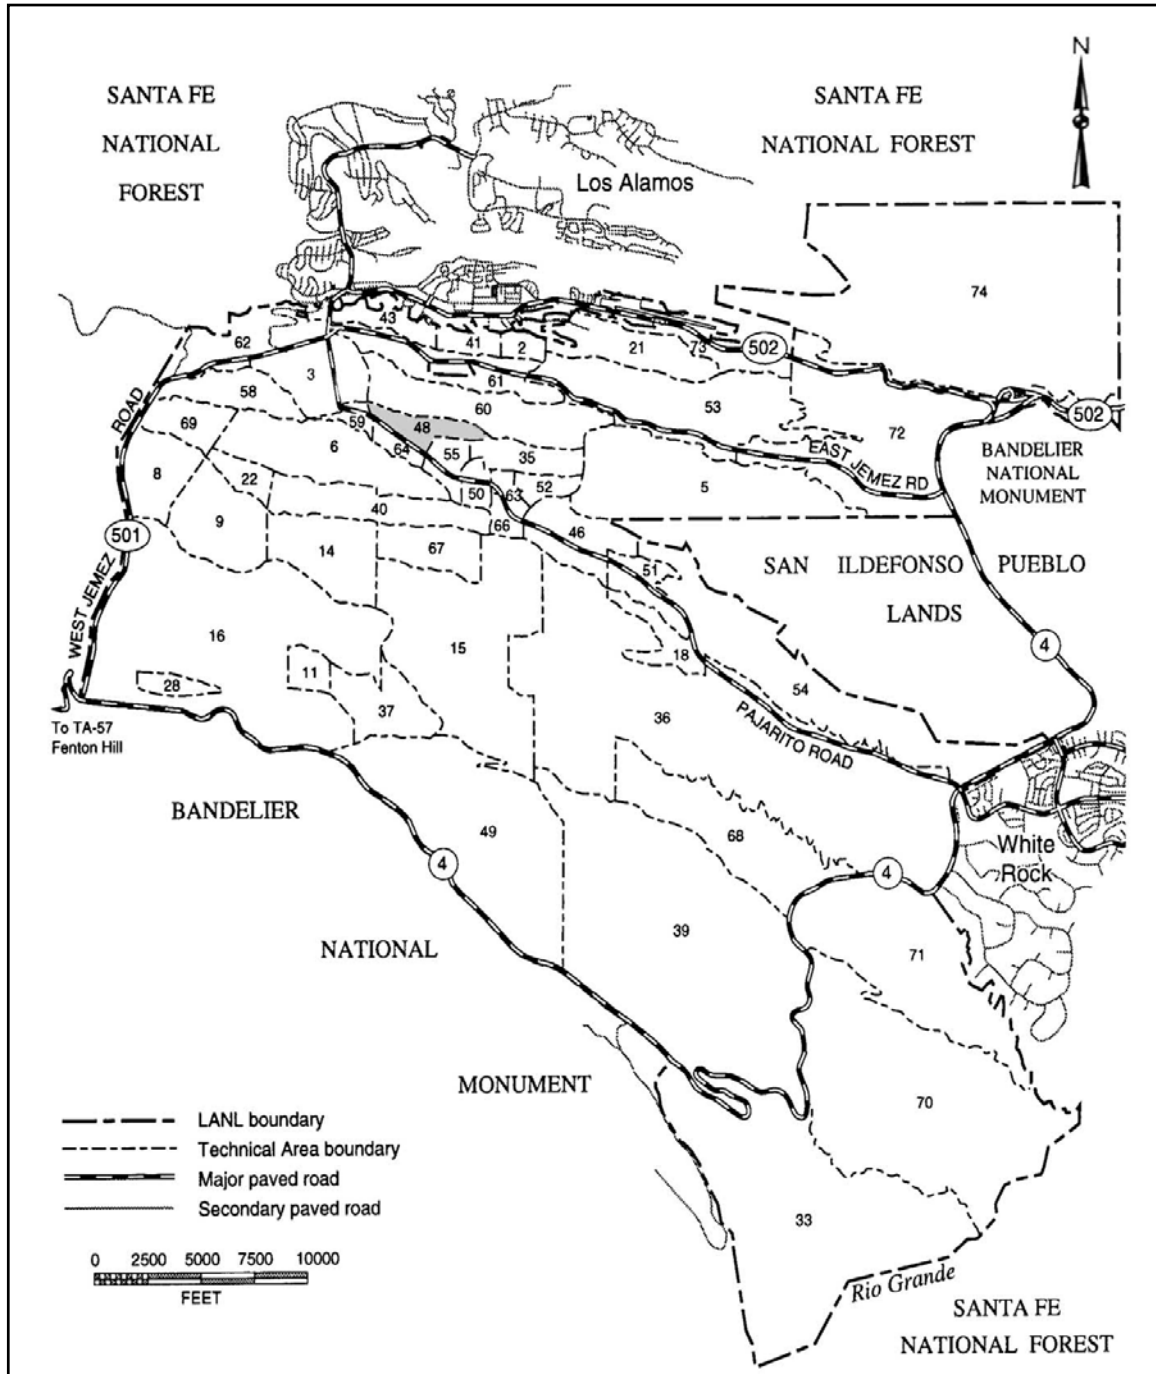 N
SANTA FE
NATIONAL
FOREST
SANTA FE
NATIONAL FOREST
Los Alamos
74
43
62
41
2
21
73
502
3
61
58
60
53
502
59
48
72
69
6
64
55
35
EAST JEMEZ RD
BANDELIER
NATIONAL
MONUMENT
ROAD
8
22
50
63
52
5
9
40
66
46
501
14
67
51
SAN ILDEFONSO PUEBLO
LANDS
WEST JEMEZ
16
15
18
4
11
28
54
37
36
PAJARITO ROAD
To TA-57
Fenton Hill
BANDELIER
49
68
White
Rock
4
4
39
71
NATIONAL
MONUMENT
70
33
LANL boundary
Technical Area boundary
Major paved road
Secondary paved road
0 2500 5000 7500 10000
FEET
Rio Grande
SANTA FE
NATIONAL FOREST